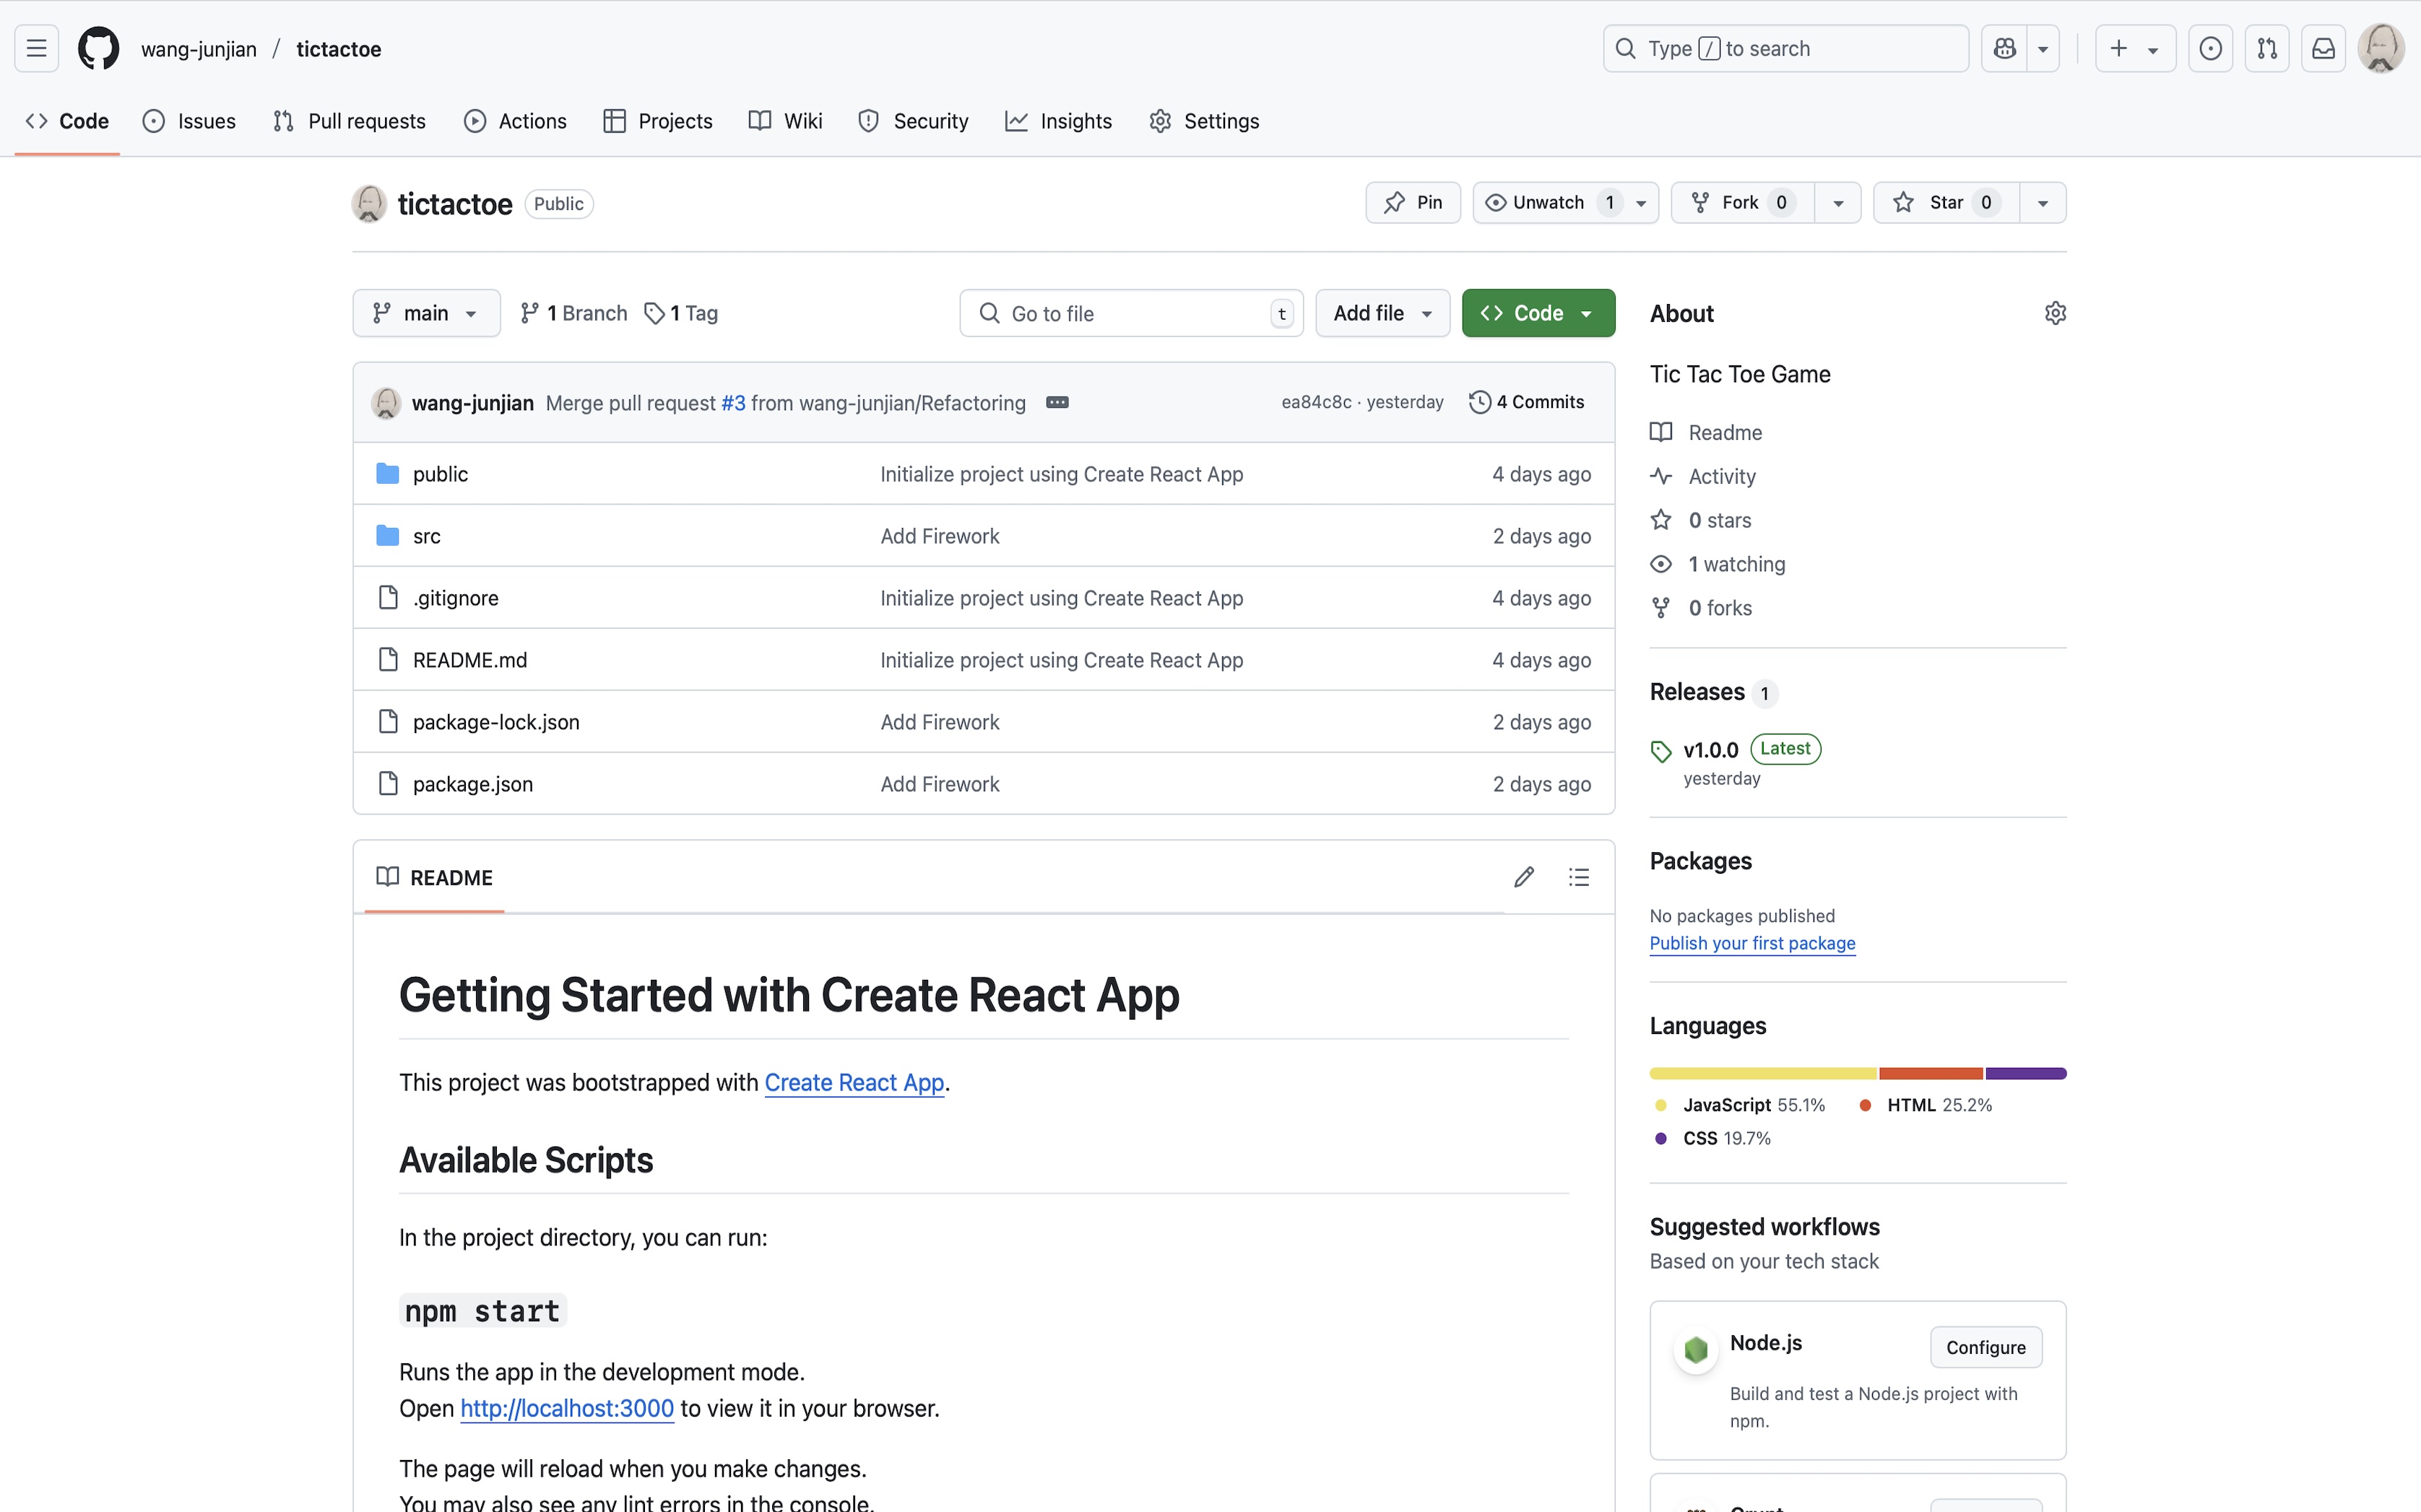 wang-junjian / tictactoe
Type / to search
Code Issues Pull requests Actions Projects Wiki Security Insights Settings
tictactoe Public
Pin Unwatch 1 Fork 0 Star 0
main 1 Branch 1 Tag
Go to file t Add file Code
wang-junjian Merge pull request #3 from wang-junjian/Refactoring ea84c8c · yesterday 4 Commits
public Initialize project using Create React App 4 days ago
src Add Firework 2 days ago
.gitignore Initialize project using Create React App 4 days ago
README.md Initialize project using Create React App 4 days ago
package-lock.json Add Firework 2 days ago
package.json Add Firework 2 days ago
README
Getting Started with Create React App
This project was bootstrapped with Create React App.
Available Scripts
In the project directory, you can run:
npm start
Runs the app in the development mode.
Open http://localhost:3000 to view it in your browser.
The page will reload when you make changes.
You may also see any lint errors in the console.
About
Tic Tac Toe Game
Readme
Activity
0 stars
1 watching
0 forks
Releases 1
v1.0.0 Latest
yesterday
Packages
No packages published
Publish your first package
Languages
JavaScript 55.1% HTML 25.2%
CSS 19.7%
Suggested workflows
Based on your tech stack
Node.js Configure
Build and test a Node.js project with
npm.